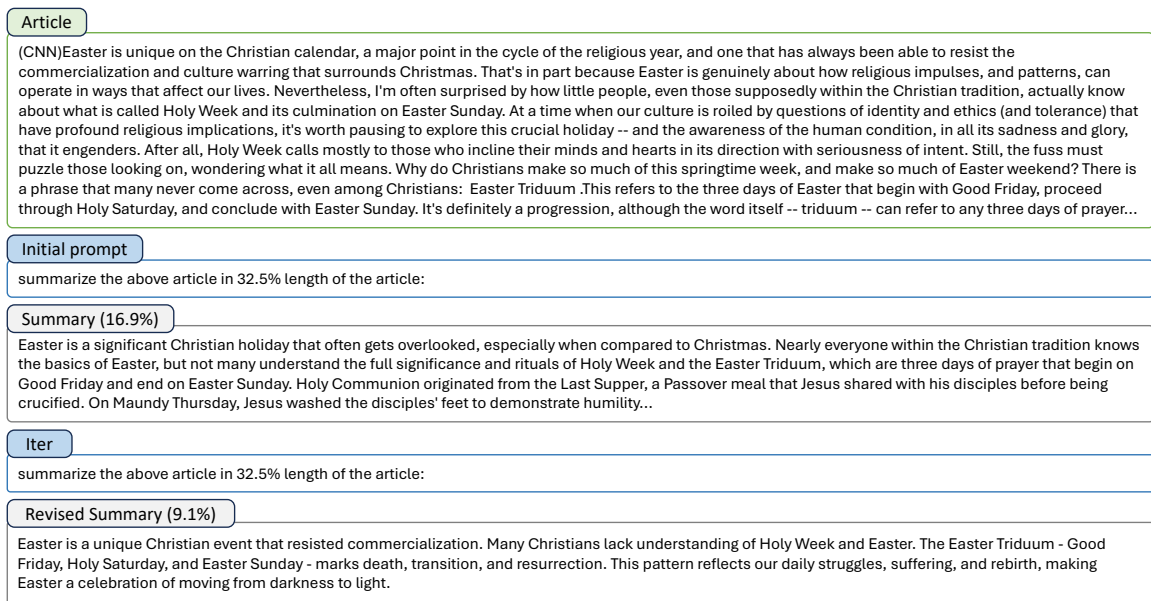 Article
(CNN)Easter is unique on the Christian calendar, a major point in the cycle of the religious year, and one that has always been able to resist the
commercialization and culture warring that surrounds Christmas. That's in part because Easter is genuinely about how religious impulses, and patterns, can
operate in ways that affect our lives. Nevertheless, I'm often surprised by how little people, even those supposedly within the Christian tradition, actually know
about what is called Holy Week and its culmination on Easter Sunday. At a time when our culture is roiled by questions of identity and ethics (and tolerance) that
have profound religious implications, it's worth pausing to explore this crucial holiday -- and the awareness of the human condition, in all its sadness and glory,
that it engenders. After all, Holy Week calls mostly to those who incline their minds and hearts in its direction with seriousness of intent. Still, the fuss must
puzzle those looking on, wondering what it all means. Why do Christians make so much of this springtime week, and make so much of Easter weekend? There is
a phrase that many never come across, even among Christians:  Easter Triduum .This refers to the three days of Easter that begin with Good Friday, proceed
through Holy Saturday, and conclude with Easter Sunday. It's definitely a progression, although the word itself -- triduum -- can refer to any three days of prayer...
Initial prompt
summarize the above article in 32.5% length of the article:
Summary (16.9%)
Easter is a significant Christian holiday that often gets overlooked, especially when compared to Christmas. Nearly everyone within the Christian tradition knows
the basics of Easter, but not many understand the full significance and rituals of Holy Week and the Easter Triduum, which are three days of prayer that begin on
Good Friday and end on Easter Sunday. Holy Communion originated from the Last Supper, a Passover meal that Jesus shared with his disciples before being
crucified. On Maundy Thursday, Jesus washed the disciples' feet to demonstrate humility...
Iter
summarize the above article in 32.5% length of the article:
Revised Summary (9.1%)
Easter is a unique Christian event that resisted commercialization. Many Christians lack understanding of Holy Week and Easter. The Easter Triduum - Good
Friday, Holy Saturday, and Easter Sunday - marks death, transition, and resurrection. This pattern reflects our daily struggles, suffering, and rebirth, making
Easter a celebration of moving from darkness to light.